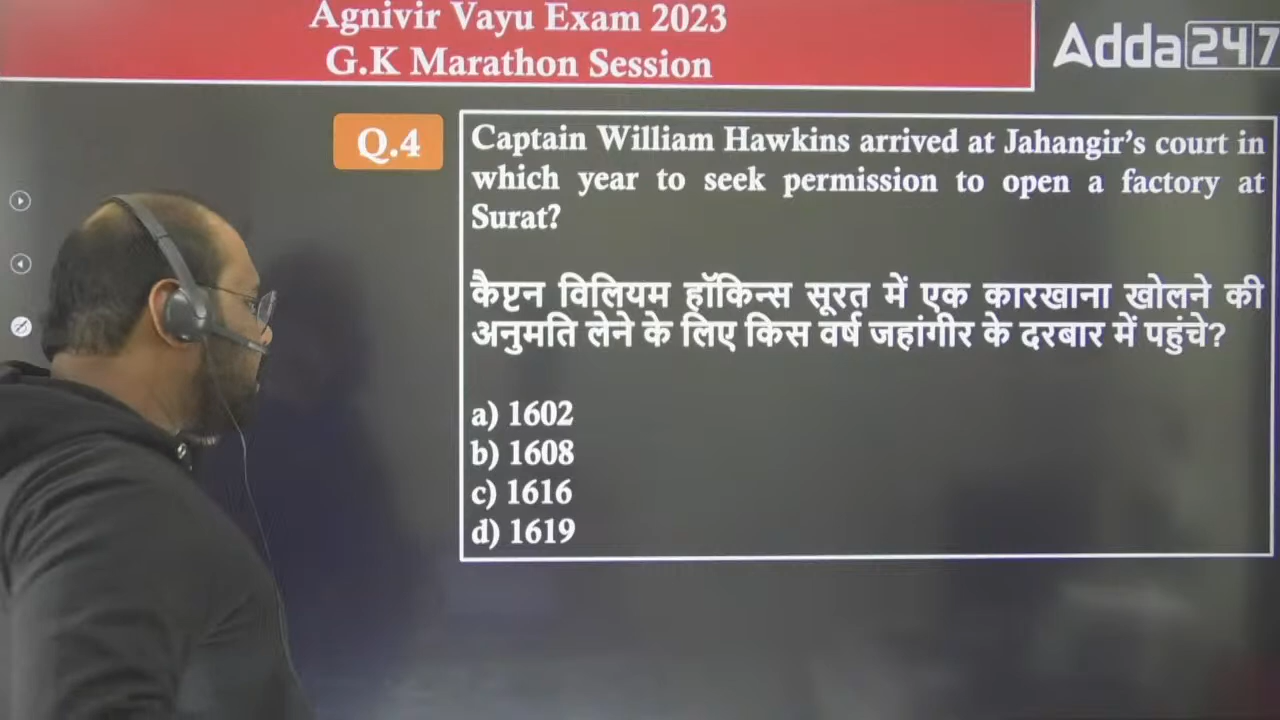 Agnivir Vayu Exam 2023
G.K Marathon Session
Adda247
Q.4
Captain William Hawkins arrived at Jahangir’s court in
which year to seek permission to open a factory at
Surat?
कैप्टन विलियम हॉकिन्स सूरत में एक कारखाना खोलने की
अनुमति लेने के लिए किस वर्ष जहांगीर के दरबार में पहुंचे?
a) 1602
b) 1608
c) 1616
d) 1619